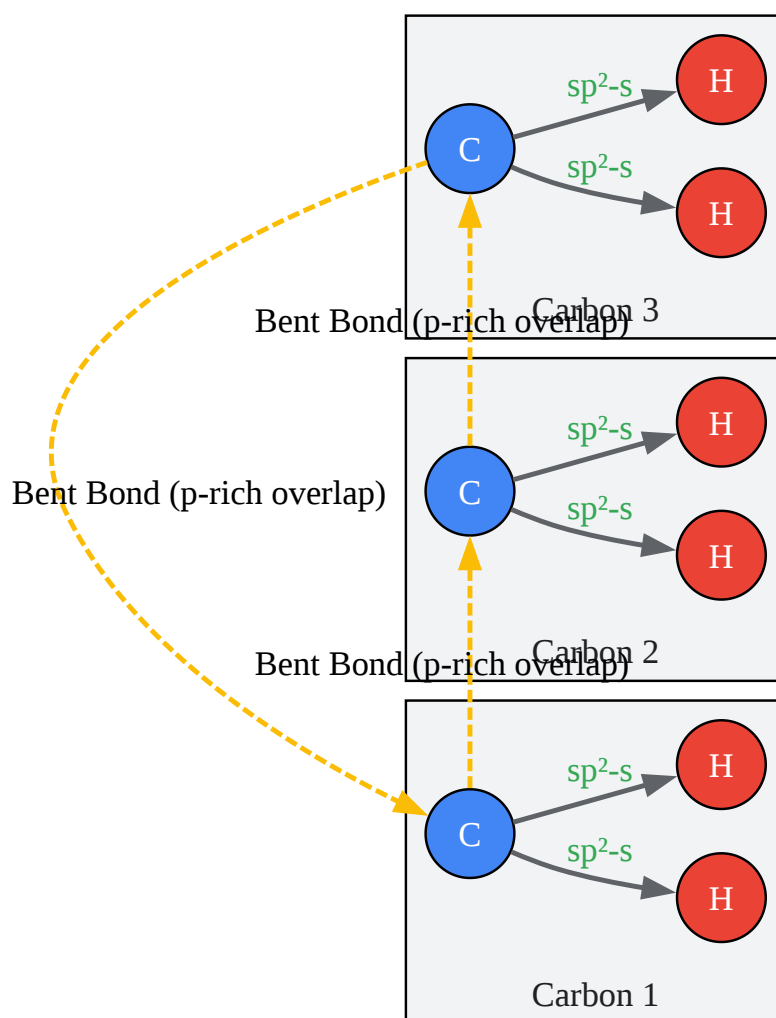 H
sp²-s
C
sp²-s
H
Carbon 3
Bent Bond (p-rich overlap)
H
sp²-s
C
sp²-s
H
Bent Bond (p-rich overlap)
Carbon 2
Bent Bond (p-rich overlap)
H
sp²-s
C
sp²-s
H
Carbon 1